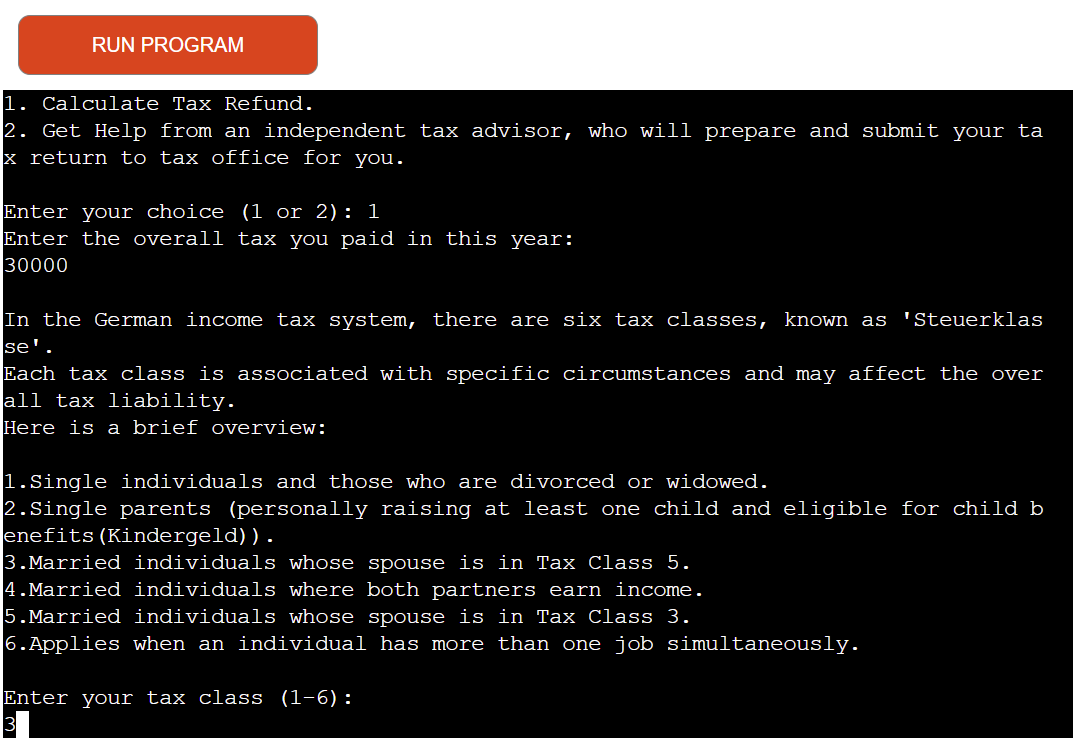 RUN PROGRAM
1. Calculate Tax Refund.
2. Get Help from an independent tax advisor, who will prepare and submit your ta
x return to tax office for you.
Enter your choice (1 or 2): 1
Enter the overall tax you paid in this year:
30000
In the German income tax system, there are six tax classes, known as 'Steuerklas
se'.
Each tax class is associated with specific circumstances and may affect the over
all tax liability.
Here is a brief overview:
1.Single individuals and those who are divorced or widowed.
2.Single parents (personally raising at least one child and eligible for child b
enefits(Kindergeld)).
3.Married individuals whose spouse is in Tax Class 5.
4.Married individuals where both partners earn income.
5.Married individuals whose spouse is in Tax Class 3.
6.Applies when an individual has more than one job simultaneously.
Enter your tax class (1-6):
3